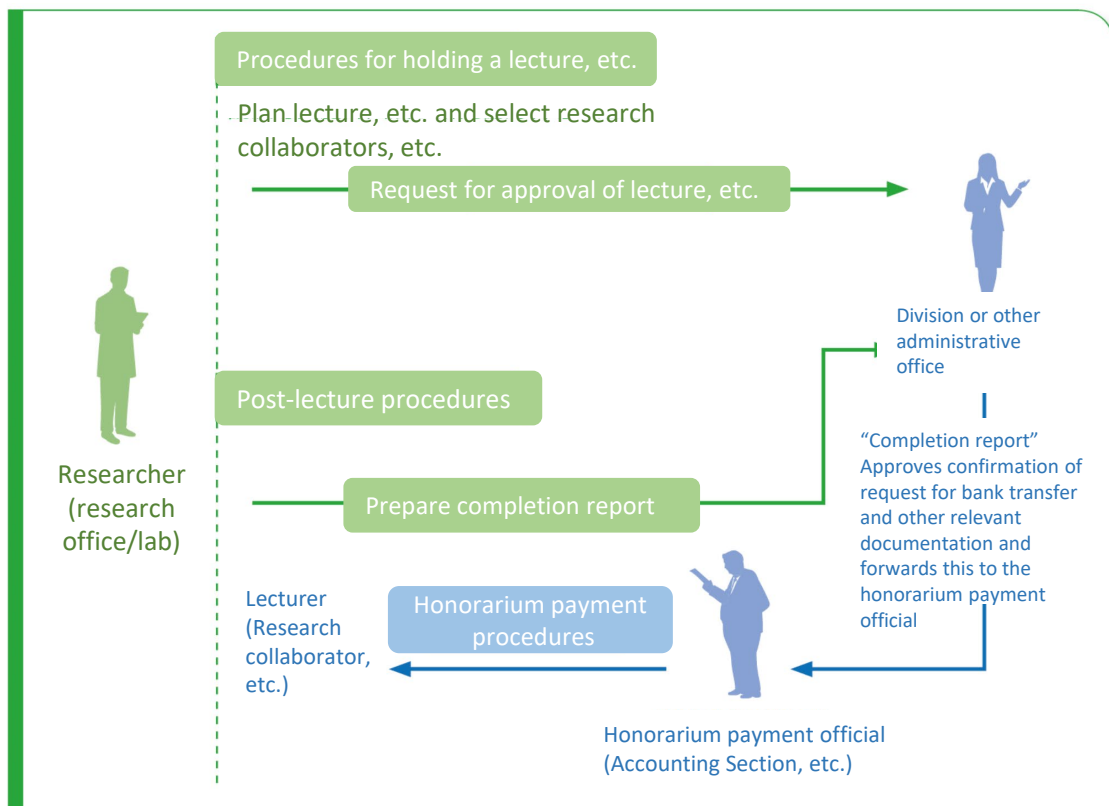 Procedures for holding a lecture, etc.
Plan lecture, etc. and select research
collaborators, etc.
Request for approval of lecture, etc.
Division or other
administrative
office
Post-lecture procedures
“Completion report”
Approves confirmation of
request for bank transfer
and other relevant
documentation and
forwards this to the
honorarium payment
official
Researcher
(research
office/lab)
Prepare completion report
Lecturer
(Research
collaborator,
etc.)
Honorarium payment
procedures
Honorarium payment official
(Accounting Section, etc.)